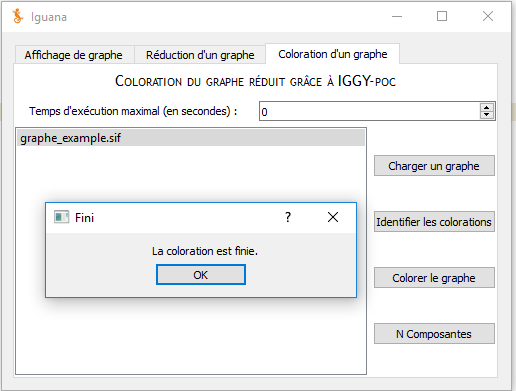 Iguana
Affichage de graphe
Réduction d'un graphe
Coloration d'un graphe
COLORATION DU GRAPHE RÉDUIT GRÂCE À IGGY-POC
Temps d'exécution maximal (en secondes) :
0
graphe_example.sif
Charger un graphe
Identifier les colorations
Colorer le graphe
N Composantes
Fini
?
La coloration est finie.
OK